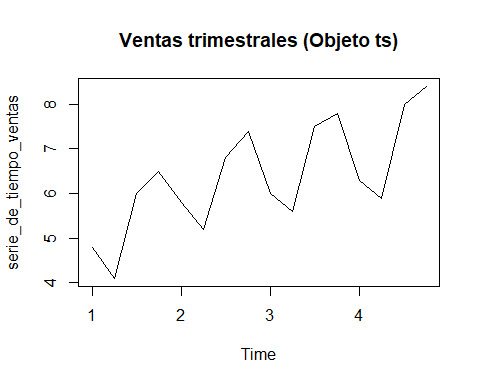 Ventas trimestrales (Objeto ts)
serie_de_tiempo_ventas
8
7
6
5
4
1 2 3 4
Time